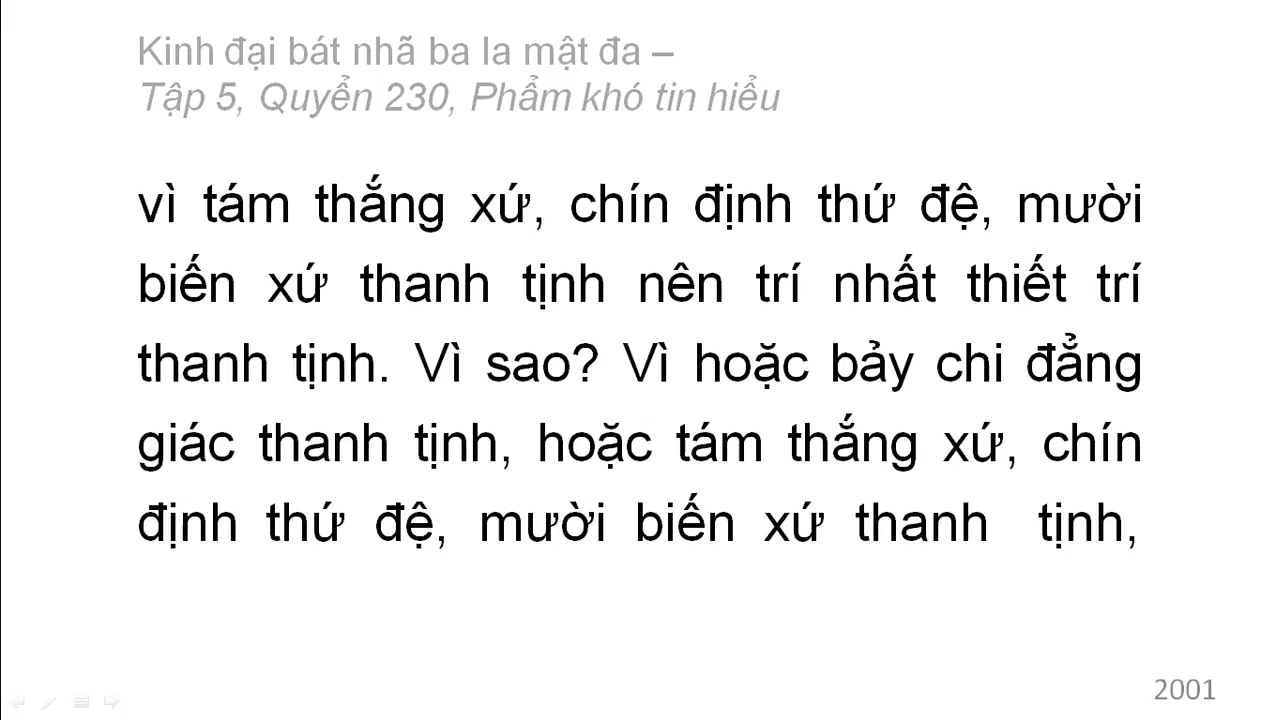 Kinh đại bát nhã ba la mật đa –
Tập 5, Quyển 230, Phẩm khó tin hiểu
vì tám thắng xứ, chín định thứ đệ, mười
biến xứ thanh tịnh nên trí nhất thiết trí
thanh tịnh. Vì sao? Vì hoặc bảy chi đẳng
giác thanh tịnh, hoặc tám thắng xứ, chín
định thứ đệ, mười biến xứ thanh tịnh,
2001